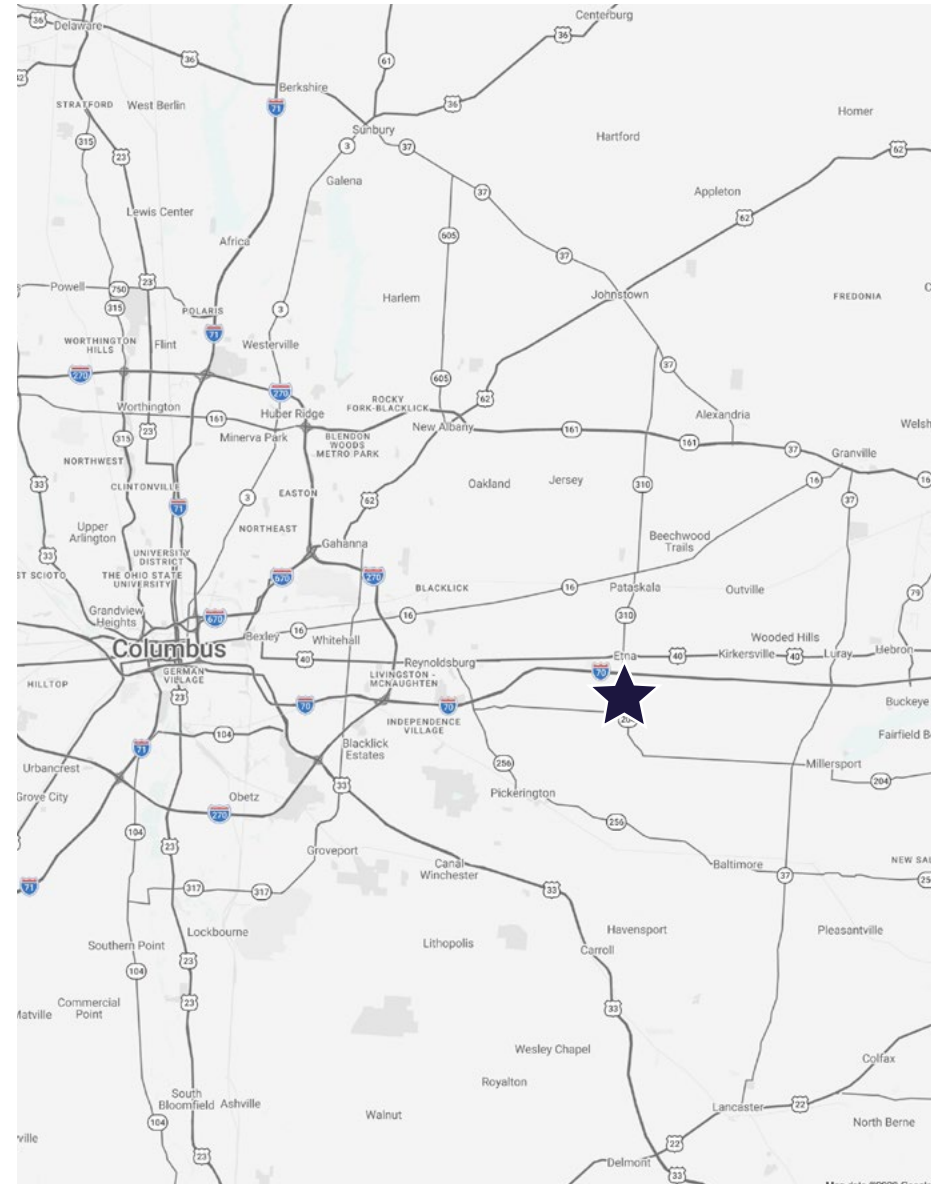 36
Delaware
Centerburg
36
61
36
Berkshire
71
36
STRATFORD
West Berlin
Homer
Sunbury
3
37
Hartford
62
315
23
Galena
37
Appleton
62
Lewis Center
605
Africa
37
Powell
750
23
315
Harlem
Johnstown
FREDONIA
POLARIS
3
71
WORTHINGTON
HILLS
Flint
Westerville
37
270
605
270
62
ROCKY
FORK-BLACKLICK
Worthington
161
Huber Ridge
Alexandria
315
23
Minerva Park
New Albany
161
161
37
BLENDON
WOODS
METRO PARK
Granville
NORTHWEST
16
16
33
CLINTONVILLE
EASTON
Oakland
Jersey
310
37
3
62
71
NORTHEAST
Upper
Arlington
Beechwood
Trails
33
UNIVERSITY
DISTRICT
Gahanna
THE OHIO STATE
UNIVERSITY
670
270
BLACKLICK
16
Pataskala
Outville
79
Grandview
Heights
670
16
310
Bexley
16
Whitehall
Wooded Hills
Columbus
40
Reynoldsburg
Etna
40
Kirkersville
40
Luray
Hebron
GERMAN
VILLAGE
LIVINGSTON -
MCNAUGHTEN
70
HILLTOP
23
70
70
Buckeye
INDEPENDENCE
VILLAGE
104
71
Blacklick
Estates
Urbancrest
256
Millersport
204
33
Grove City
Obetz
Pickerington
270
256
104
23
Groveport
Baltimore
Canal
Winchester
37
71
317
317
33
Lockbourne
Havensport
Pleasantville
Southern Point
Lithopolis
Carroll
23
104
23
33
Commercial
Point
Wesley Chapel
Colfax
Royalton
South
Bloomfield
Ashville
Walnut
Lancaster
22
104
North Berne
22
23
Delmont
33